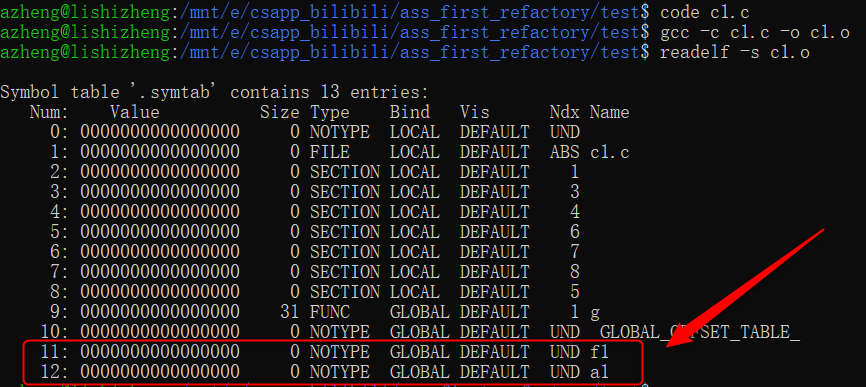 azheng@lishizheng:/mnt/e/csapp_bilibili/ass_first_refactory/test$ code c1.c
azheng@lishizheng:/mnt/e/csapp_bilibili/ass_first_refactory/test$ gcc -c c1.c -o c1.o
azheng@lishizheng:/mnt/e/csapp_bilibili/ass_first_refactory/test$ readelf -s c1.o
Symbol table '.symtab' contains 13 entries:
Num: Value Size Type Bind Vis Ndx Name
0: 0000000000000000 0 NOTYPE LOCAL DEFAULT UND
1: 0000000000000000 0 FILE LOCAL DEFAULT ABS c1.c
2: 0000000000000000 0 SECTION LOCAL DEFAULT 1
3: 0000000000000000 0 SECTION LOCAL DEFAULT 3
4: 0000000000000000 0 SECTION LOCAL DEFAULT 4
5: 0000000000000000 0 SECTION LOCAL DEFAULT 6
6: 0000000000000000 0 SECTION LOCAL DEFAULT 7
7: 0000000000000000 0 SECTION LOCAL DEFAULT 8
8: 0000000000000000 0 SECTION LOCAL DEFAULT 5
9: 0000000000000000 31 FUNC GLOBAL DEFAULT 1 g
10: 0000000000000000 0 NOTYPE GLOBAL DEFAULT UND _GLOBAL_OFFSET_TABLE_
11: 0000000000000000 0 NOTYPE GLOBAL DEFAULT UND f1
12: 0000000000000000 0 NOTYPE GLOBAL DEFAULT UND a1